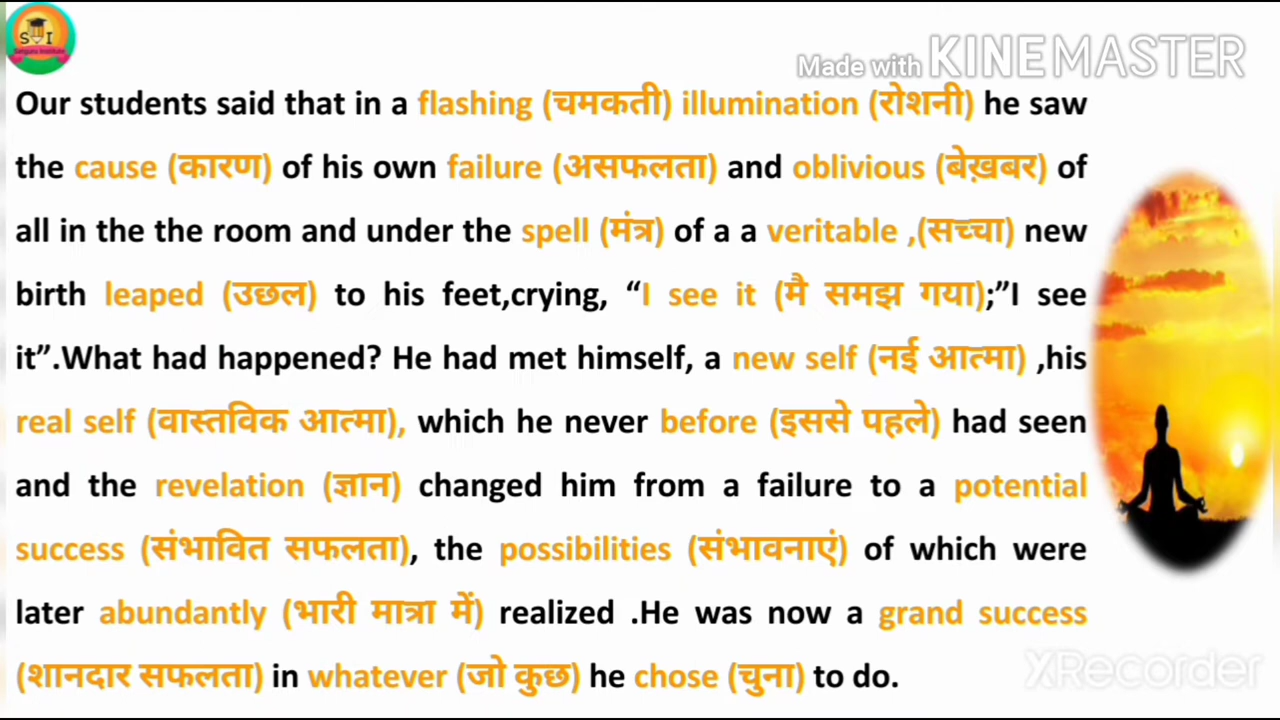 S I
Satguru Institute
Made with KINEMASTER
Our students said that in a flashing (चमकती) illumination (रोशनी) he saw
the cause (कारण) of his own failure (असफलता) and oblivious (बेख़बर) of
all in the the room and under the spell (मंत्र) of a a veritable ,(सच्चा) new
birth leaped (उछल) to his feet,crying, “I see it (मै समझ गया);”I see
it”.What had happened? He had met himself, a new self (नई आत्मा) ,his
real self (वास्तविक आत्मा), which he never before (इससे पहले) had seen
and the revelation (ज्ञान) changed him from a failure to a potential
success (संभावित सफलता), the possibilities (संभावनाएं) of which were
later abundantly (भारी मात्रा में) realized .He was now a grand success
(शानदार सफलता) in whatever (जो कुछ) he chose (चुना) to do.
XRecorder